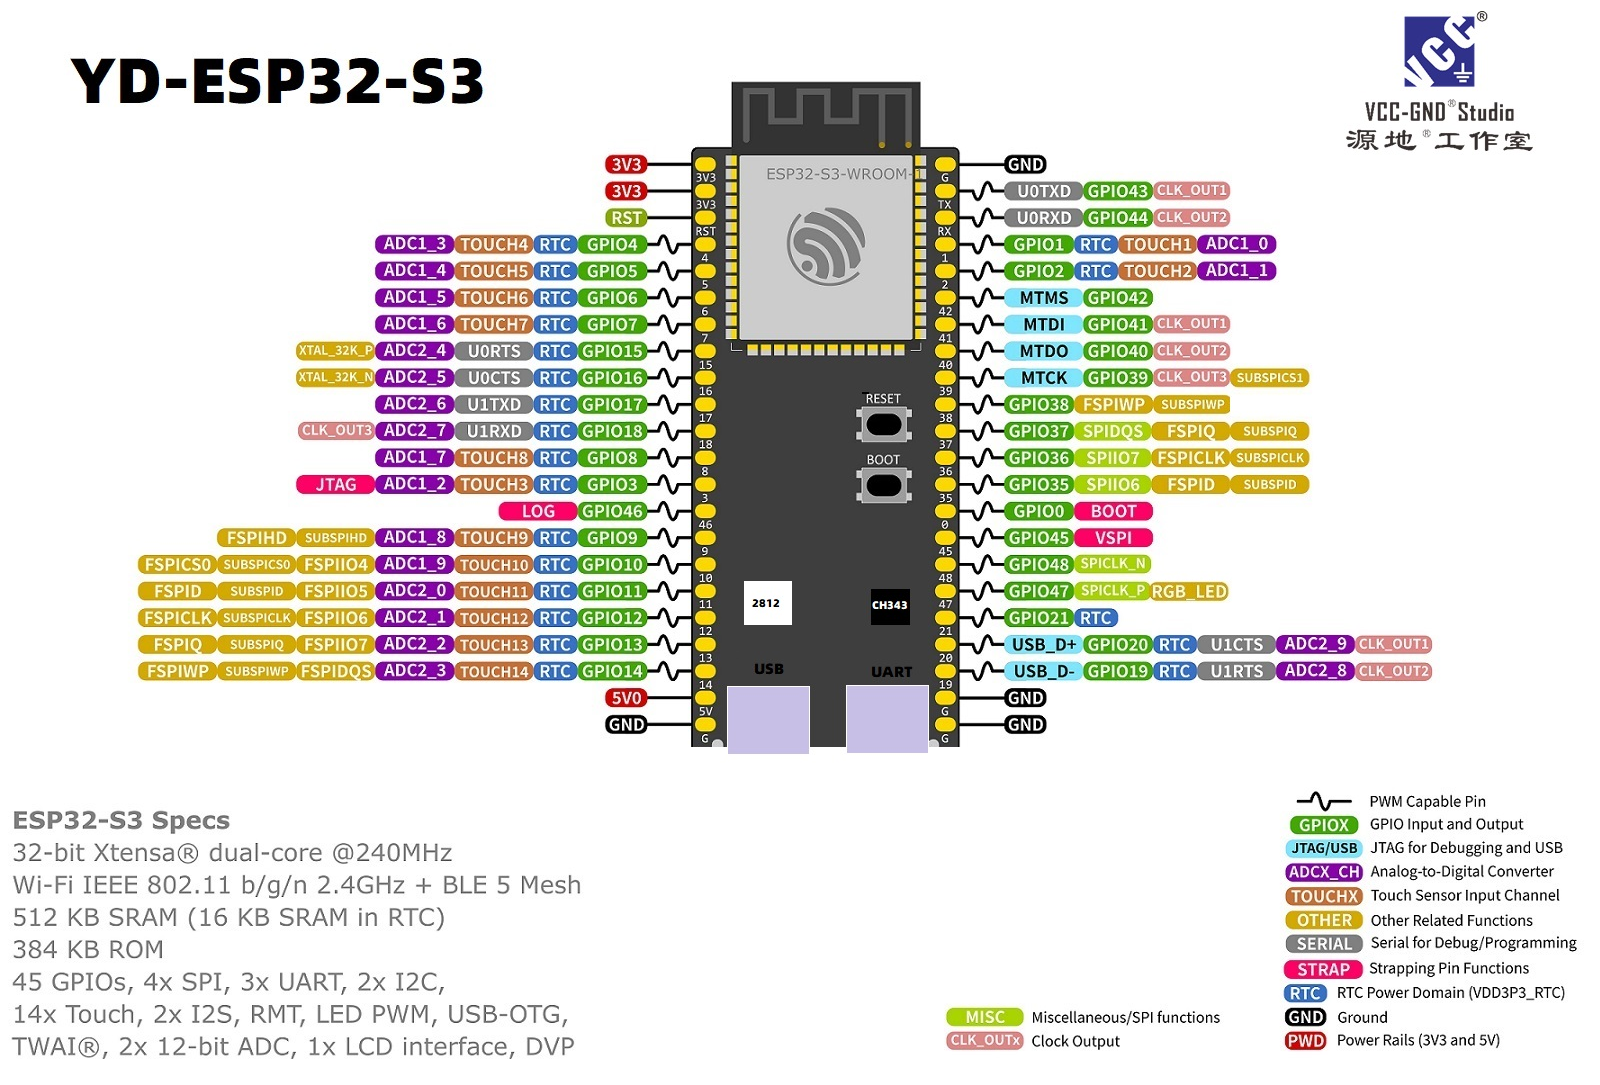 YD-ESP32-S3
VCC
®
VCC-GND®Studio
源地®工作室
ESP32-S3-WROOM-1
3V3 3V3 G GND
3V3 3V3 TX U0TXD GPIO43 CLK_OUT1
RST RST RX U0RXD GPIO44 CLK_OUT2
ADC1_3 TOUCH4 RTC GPIO4 4 1 GPIO1 RTC TOUCH1 ADC1_0
ADC1_4 TOUCH5 RTC GPIO5 5 2 GPIO2 RTC TOUCH2 ADC1_1
ADC1_5 TOUCH6 RTC GPIO6 6 42 MTMS GPIO42
ADC1_6 TOUCH7 RTC GPIO7 7 41 MTDI GPIO41 CLK_OUT1
XTAL_32K_P ADC2_4 U0RTS RTC GPIO15 15 40 MTDO GPIO40 CLK_OUT2
XTAL_32K_N ADC2_5 U0CTS RTC GPIO16 16 39 MTCK GPIO39 CLK_OUT3 SUBSPICS1
ADC2_6 U1TXD RTC GPIO17 17 38 GPIO38 FSPIWP SUBSPIWP
CLK_OUT3 ADC2_7 U1RXD RTC GPIO18 18 37 GPIO37 SPIDQS FSPIQ SUBSPIQ
ADC1_7 TOUCH8 RTC GPIO8 8 36 GPIO36 SPIIO7 FSPICLK SUBSPICLK
JTAG ADC1_2 TOUCH3 RTC GPIO3 3 35 GPIO35 SPIIO6 FSPID SUBSPID
LOG GPIO46 46 0 GPIO0 BOOT
FSPIHD SUBSPIHD ADC1_8 TOUCH9 RTC GPIO9 9 45 GPIO45 VSPI
FSPICS0 SUBSPICS0 FSPIIO4 ADC1_9 TOUCH10 RTC GPIO10 10 48 GPIO48 SPICLK_N
FSPID SUBSPID FSPIIO5 ADC2_0 TOUCH11 RTC GPIO11 11 47 GPIO47 SPICLK_P RGB_LED
FSPICLK SUBSPICLK FSPIIO6 ADC2_1 TOUCH12 RTC GPIO12 12 21 GPIO21 RTC
FSPIQ SUBSPIQ FSPIIO7 ADC2_2 TOUCH13 RTC GPIO13 13 20 USB_D+ GPIO20 RTC U1CTS ADC2_9 CLK_OUT1
FSPIWP SUBSPIWP FSPIDQS ADC2_3 TOUCH14 RTC GPIO14 14 19 USB_D- GPIO19 RTC U1RTS ADC2_8 CLK_OUT2
5V0 5V G GND
GND G G GND
RESET
BOOT
2812 CH343
USB UART
ESP32-S3 Specs
32-bit Xtensa® dual-core @240MHz
Wi-Fi IEEE 802.11 b/g/n 2.4GHz + BLE 5 Mesh
512 KB SRAM (16 KB SRAM in RTC)
384 KB ROM
45 GPIOs, 4x SPI, 3x UART, 2x I2C,
14x Touch, 2x I2S, RMT, LED PWM, USB-OTG,
TWAI®, 2x 12-bit ADC, 1x LCD interface, DVP
MISC Miscellaneous/SPI functions
CLK_OUTx Clock Output
PWM Capable Pin
GPIOX GPIO Input and Output
JTAG/USB JTAG for Debugging and USB
ADCX_CH Analog-to-Digital Converter
TOUCHX Touch Sensor Input Channel
OTHER Other Related Functions
SERIAL Serial for Debug/Programming
STRAP Strapping Pin Functions
RTC RTC Power Domain (VDD3P3_RTC)
GND Ground
PWD Power Rails (3V3 and 5V)